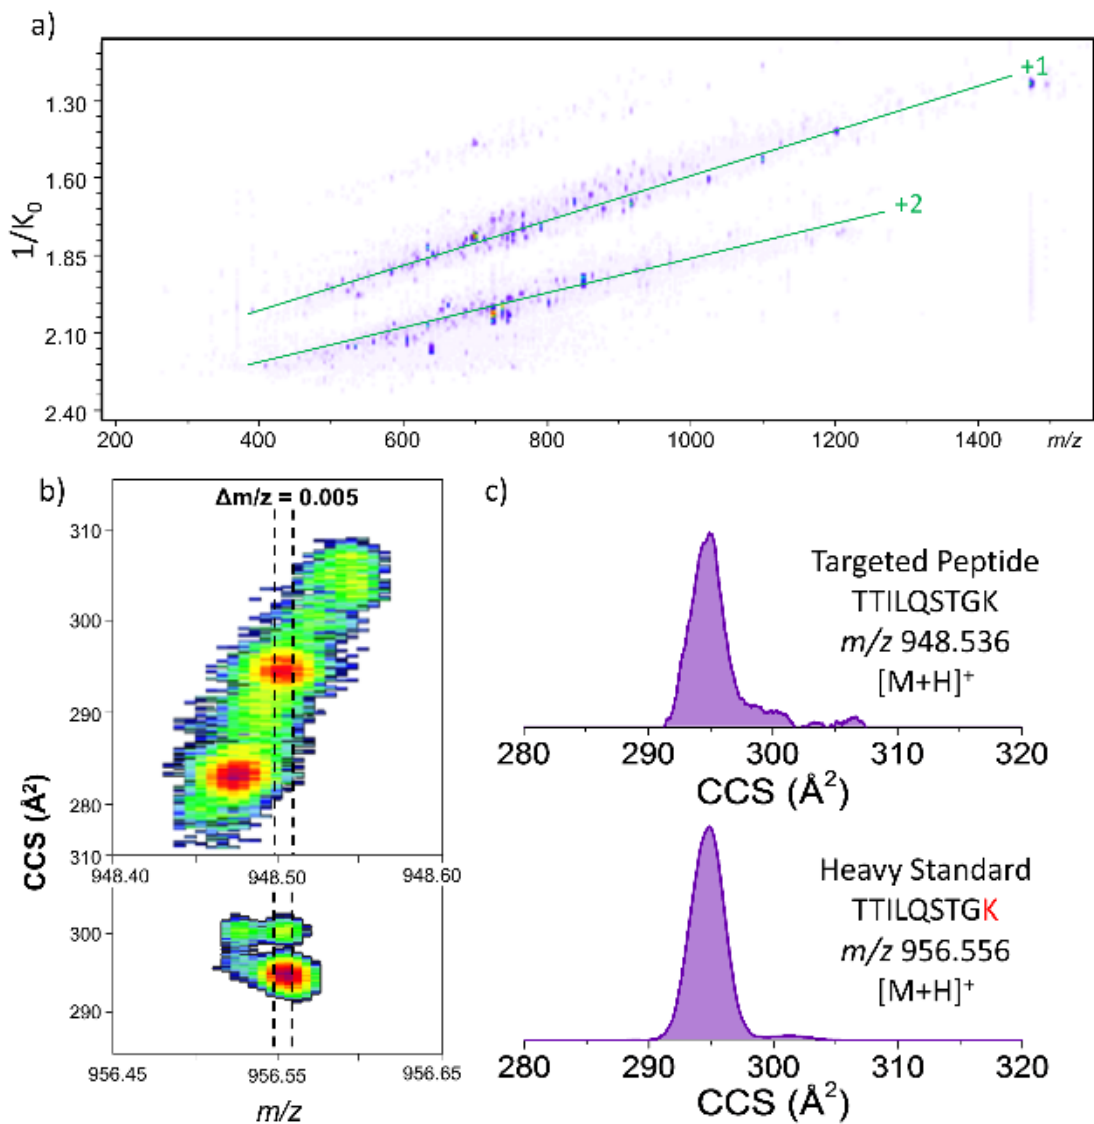 a)
+1
+2
1/K₀
1.30
1.60
1.85
2.10
2.40
200
400
600
800
1000
1200
1400
m/z
b)
Δm/z = 0.005
CCS (Å²)
310
300
290
280
310
948.40
948.50
948.60
300
290
956.45
956.55
956.65
m/z
c)
Targeted Peptide
TTILQSTGK
m/z 948.536
[M+H]⁺
280
290
300
310
320
CCS (Å²)
Heavy Standard
TTILQSTGK
m/z 956.556
[M+H]⁺
280
290
300
310
320
CCS (Å²)